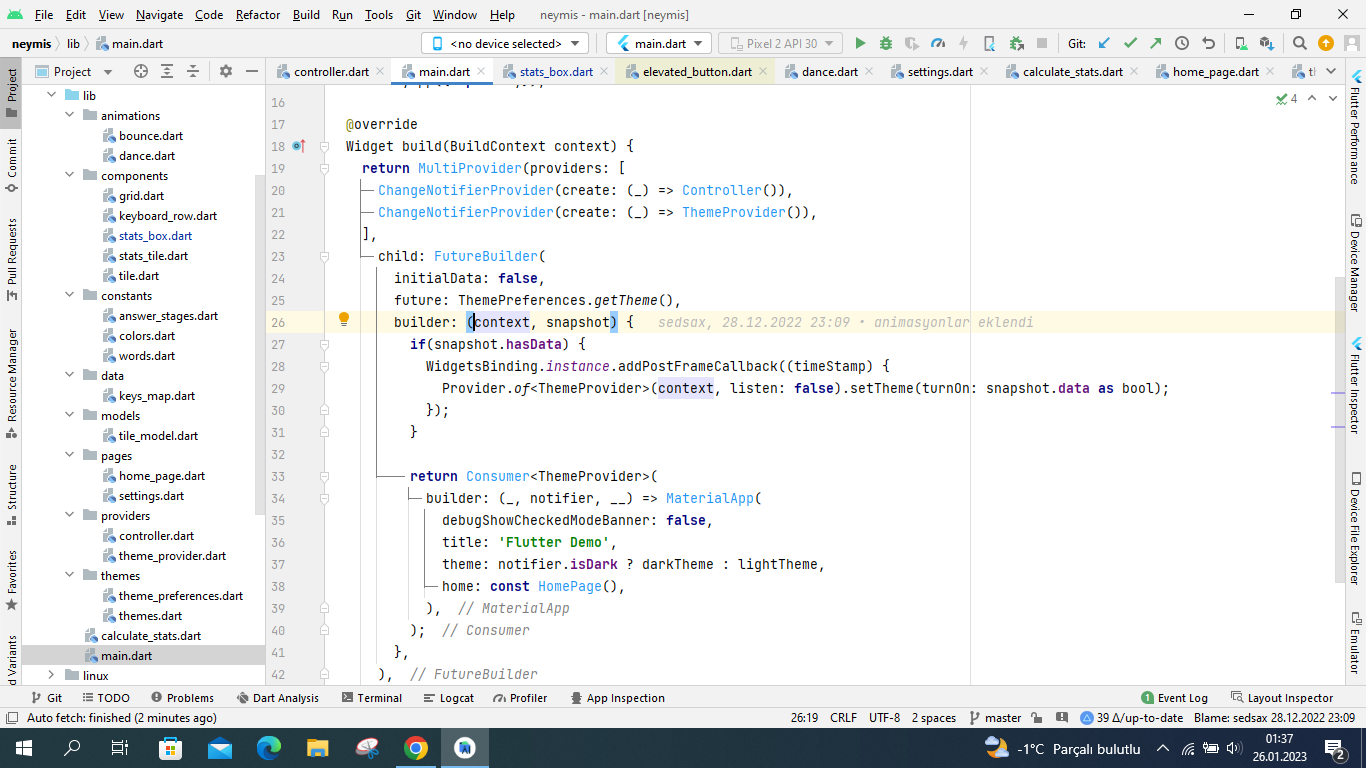 File Edit View Navigate Code Refactor Build Run Tools Git Window Help neymis - main.dart [neymis]
neymis lib main.dart <no device selected> main.dart Pixel 2 API 30 Git:
Project controller.dart main.dart stats_box.dart elevated_button.dart dance.dart settings.dart calculate_stats.dart home_page.dart
Project
Commit
Pull Requests
Resource Manager
Structure
Favorites
lib
animations
bounce.dart
dance.dart
components
grid.dart
keyboard_row.dart
stats_box.dart
stats_tile.dart
tile.dart
constants
answer_stages.dart
colors.dart
words.dart
data
keys_map.dart
models
tile_model.dart
pages
home_page.dart
settings.dart
providers
controller.dart
theme_provider.dart
themes
theme_preferences.dart
themes.dart
calculate_stats.dart
main.dart
linux
4
16
17 @override
18 Widget build(BuildContext context) {
19 return MultiProvider(providers: [
20 ChangeNotifierProvider(create: (_) => Controller()),
21 ChangeNotifierProvider(create: (_) => ThemeProvider()),
22 ],
23 child: FutureBuilder(
24 initialData: false,
25 future: ThemePreferences.getTheme(),
26 builder: (context, snapshot) { sedsax, 28.12.2022 23:09 • animasyonlar eklendi
27 if(snapshot.hasData) {
28 WidgetsBinding.instance.addPostFrameCallback((timeStamp) {
29 Provider.of<ThemeProvider>(context, listen: false).setTheme(turnOn: snapshot.data as bool);
30 });
31 }
32
33 return Consumer<ThemeProvider>(
34 builder: (_, notifier, __) => MaterialApp(
35 debugShowCheckedModeBanner: false,
36 title: 'Flutter Demo',
37 theme: notifier.isDark ? darkTheme : lightTheme,
38 home: const HomePage(),
39 ), // MaterialApp
40 ); // Consumer
41 },
42 ), // FutureBuilder
Flutter Performance
Device Manager
Flutter Inspector
Device File Explorer
Emulator
Git TODO Problems Dart Analysis Terminal Logcat Profiler App Inspection 1 Event Log Layout Inspector
Auto fetch: finished (2 minutes ago) 26:19 CRLF UTF-8 2 spaces master 39 Δ/up-to-date Blame: sedsax 28.12.2022 23:09
-1°C Parçalı bulutlu 01:37
26.01.2023 2